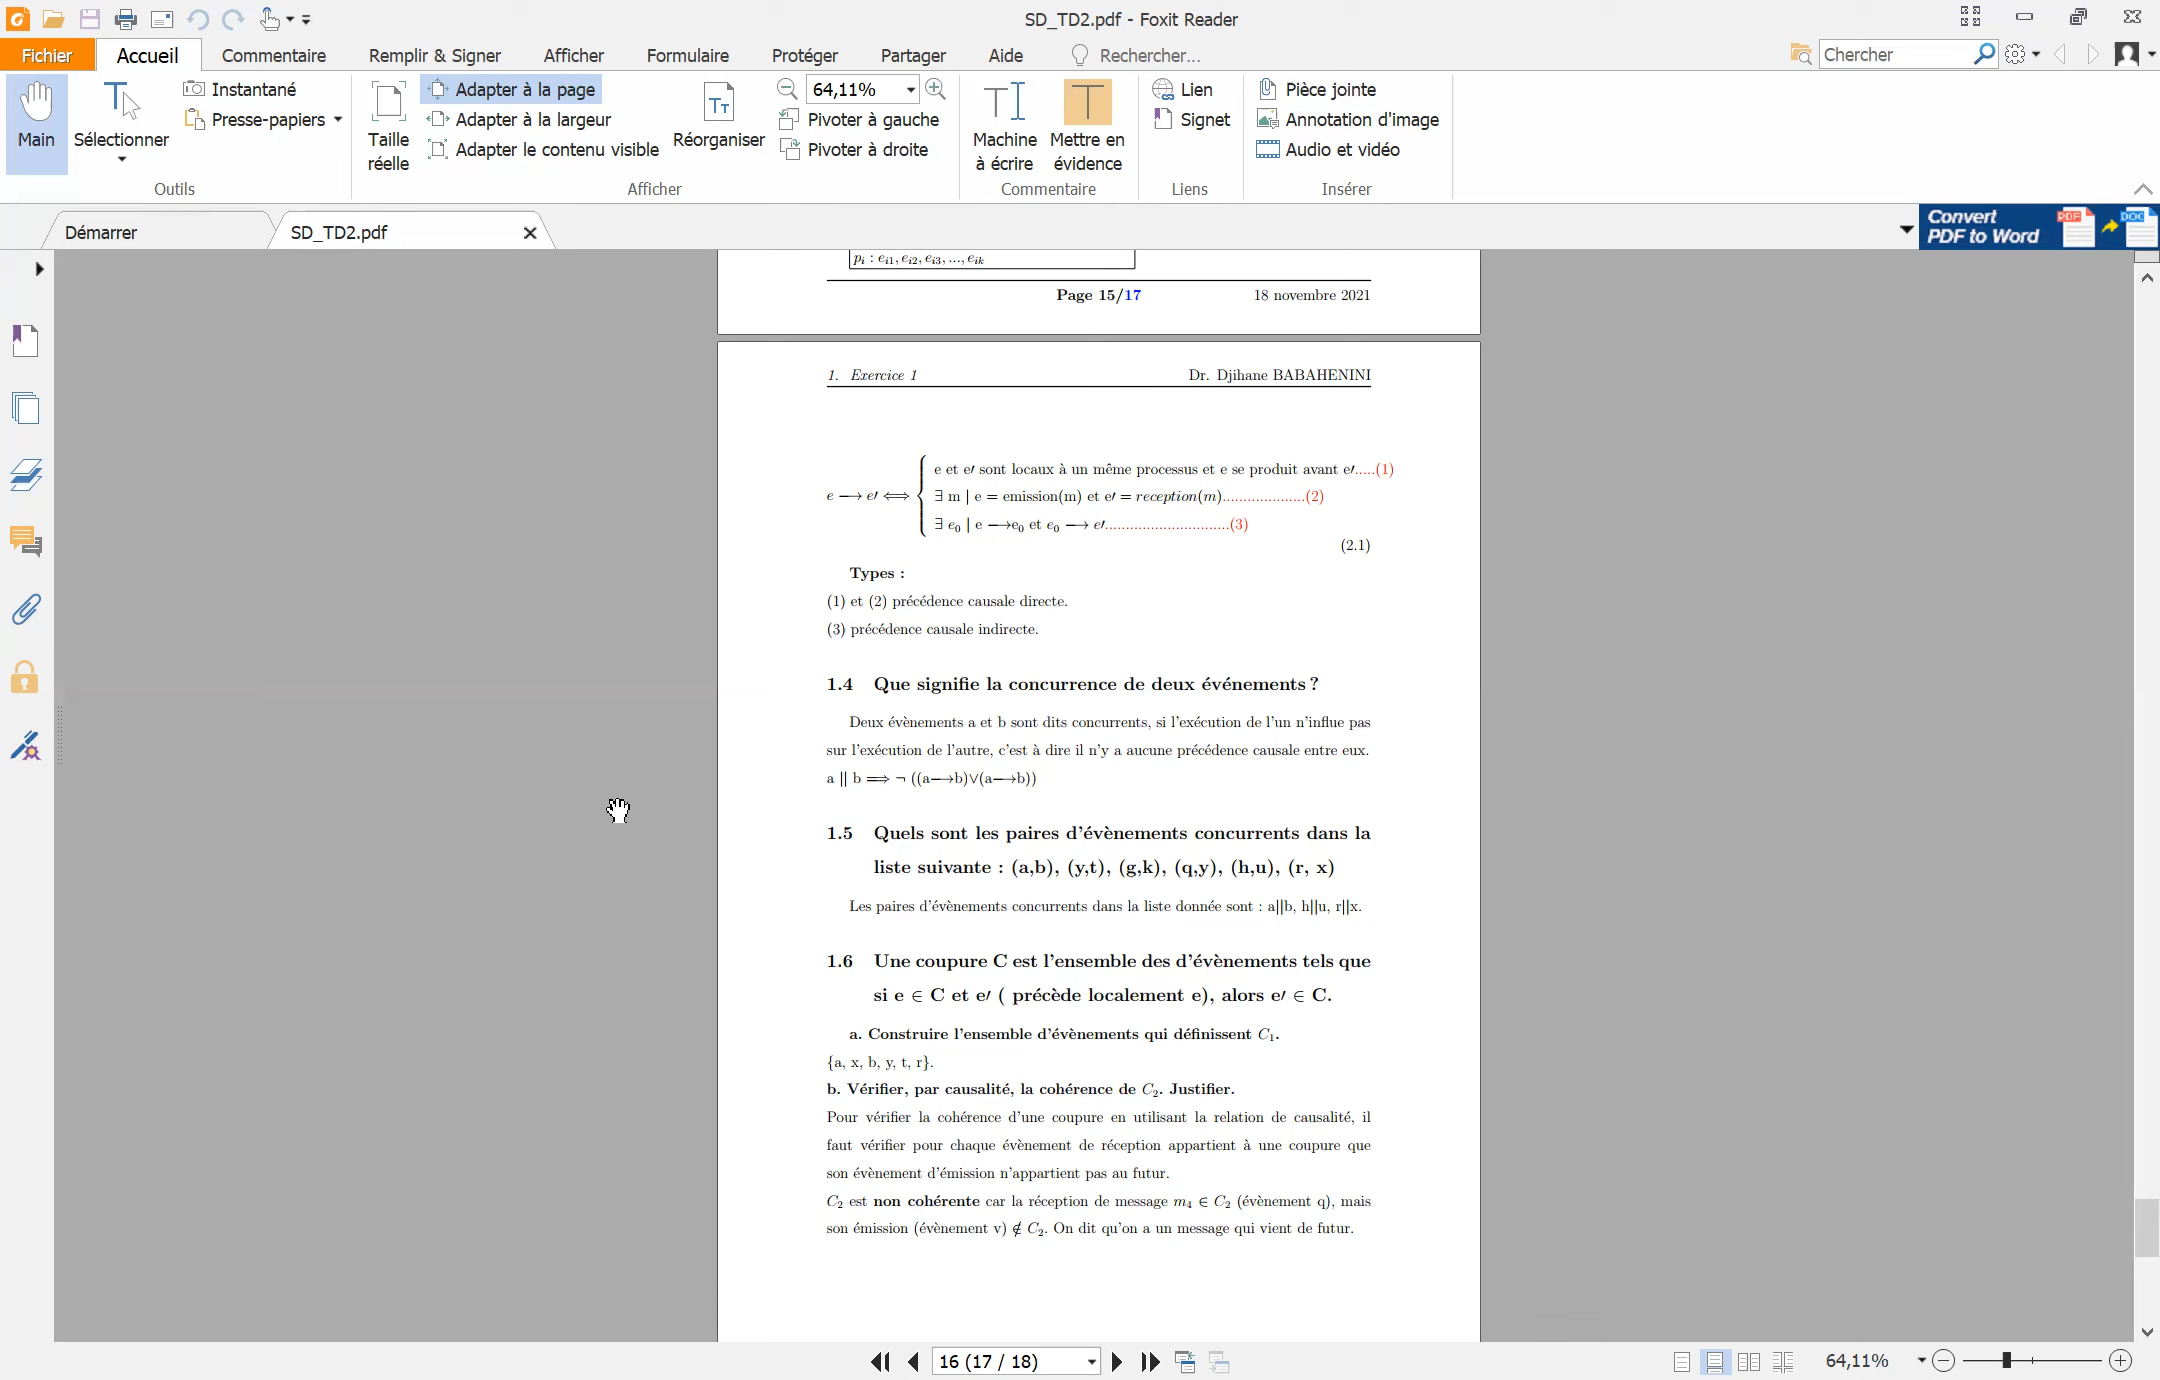 SD_TD2.pdf - Foxit Reader
Fichier Accueil Commentaire Remplir & Signer Afficher Formulaire Protéger Partager Aide Rechercher... Chercher
Main
Sélectionner
Instantané
Presse-papiers
Outils
Taille
réelle
Adapter à la page
Adapter à la largeur
Adapter le contenu visible
Réorganiser
64,11%
Pivoter à gauche
Pivoter à droite
Afficher
Machine
à écrire
Mettre en
évidence
Commentaire
Lien
Signet
Liens
Pièce jointe
Annotation d'image
Audio et vidéo
Insérer
Démarrer
SD_TD2.pdf
Convert
PDF to Word
PDF
DOC
pᵢ : eᵢ₁, eᵢ₂, eᵢ₃, ..., eᵢₖ
Page 15/17 18 novembre 2021
1. Exercice 1 Dr. Djihane BABAHENINI
e et e′ sont locaux à un même processus et e se produit avant e′.....(1)
e ⟶ e′ ⟺ { ∃ m | e = emission(m) et e′ = reception(m)....................(2)
∃ e₀ | e ⟶e₀ et e₀ ⟶ e′..............................(3)
(2.1)
Types :
(1) et (2) précédence causale directe.
(3) précédence causale indirecte.
1.4 Que signifie la concurrence de deux événements ?
Deux évènements a et b sont dits concurrents, si l'exécution de l'un n'influe pas
sur l'exécution de l'autre, c'est à dire il n'y a aucune précédence causale entre eux.
a || b ⟹ ¬ ((a⟶b)∨(a⟶b))
1.5 Quels sont les paires d'évènements concurrents dans la
liste suivante : (a,b), (y,t), (g,k), (q,y), (h,u), (r, x)
Les paires d'évènements concurrents dans la liste donnée sont : a||b, h||u, r||x.
1.6 Une coupure C est l'ensemble des d'évènements tels que
si e ∈ C et e′ ( précède localement e), alors e′ ∈ C.
a. Construire l'ensemble d'évènements qui définissent C₁.
{a, x, b, y, t, r}.
b. Vérifier, par causalité, la cohérence de C₂. Justifier.
Pour vérifier la cohérence d'une coupure en utilisant la relation de causalité, il
faut vérifier pour chaque évènement de réception appartient à une coupure que
son évènement d'émission n'appartient pas au futur.
C₂ est non cohérente car la réception de message m₄ ∈ C₂ (évènement q), mais
son émission (évènement v) ∉ C₂. On dit qu'on a un message qui vient de futur.
16 (17 / 18)
64,11%